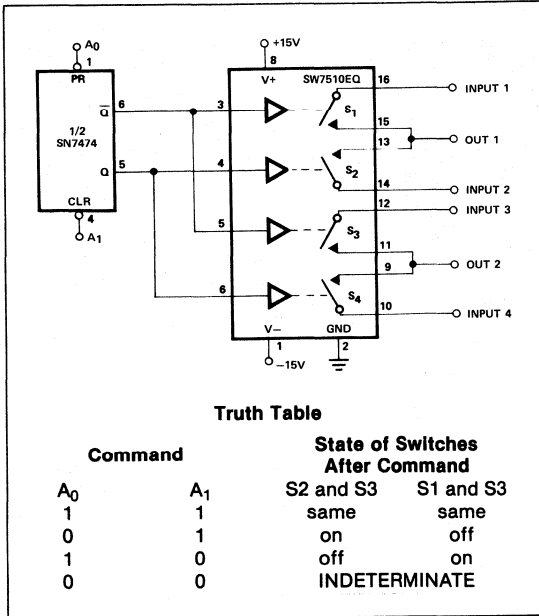 A0
+15V
1
8
PR
V+
SW7510EQ
16
INPUT 1
Q
6
3
S1
15
1/2
SN7474
13
OUT 1
Q
5
4
S2
14
INPUT 2
12
INPUT 3
CLR
5
S3
4
11
A1
9
OUT 2
6
S4
10
INPUT 4
V−
GND
1
2
−15V
Truth Table
Command
State of Switches
After Command
A0 A1 S2 and S3 S1 and S3
1 1 same same
0 1 on off
1 0 off on
0 0 INDETERMINATE